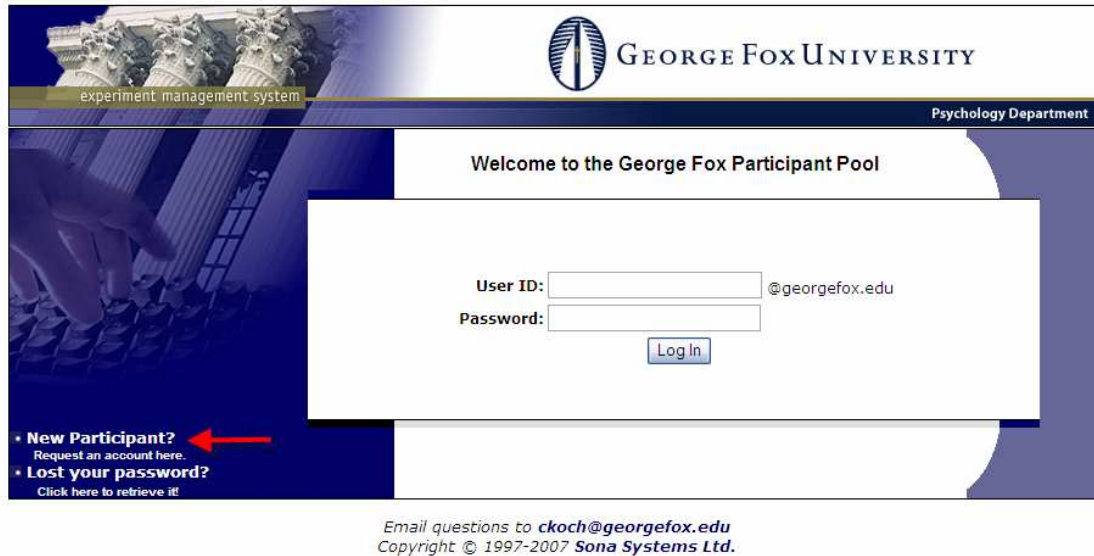 GEORGE FOX UNIVERSITY
experiment management system
Psychology Department
Welcome to the George Fox Participant Pool
User ID: @georgefox.edu
Password:
Log In
New Participant?
Request an account here.
Lost your password?
Click here to retrieve it!
Email questions to ckoch@georgefox.edu
Copyright © 1997-2007 Sona Systems Ltd.